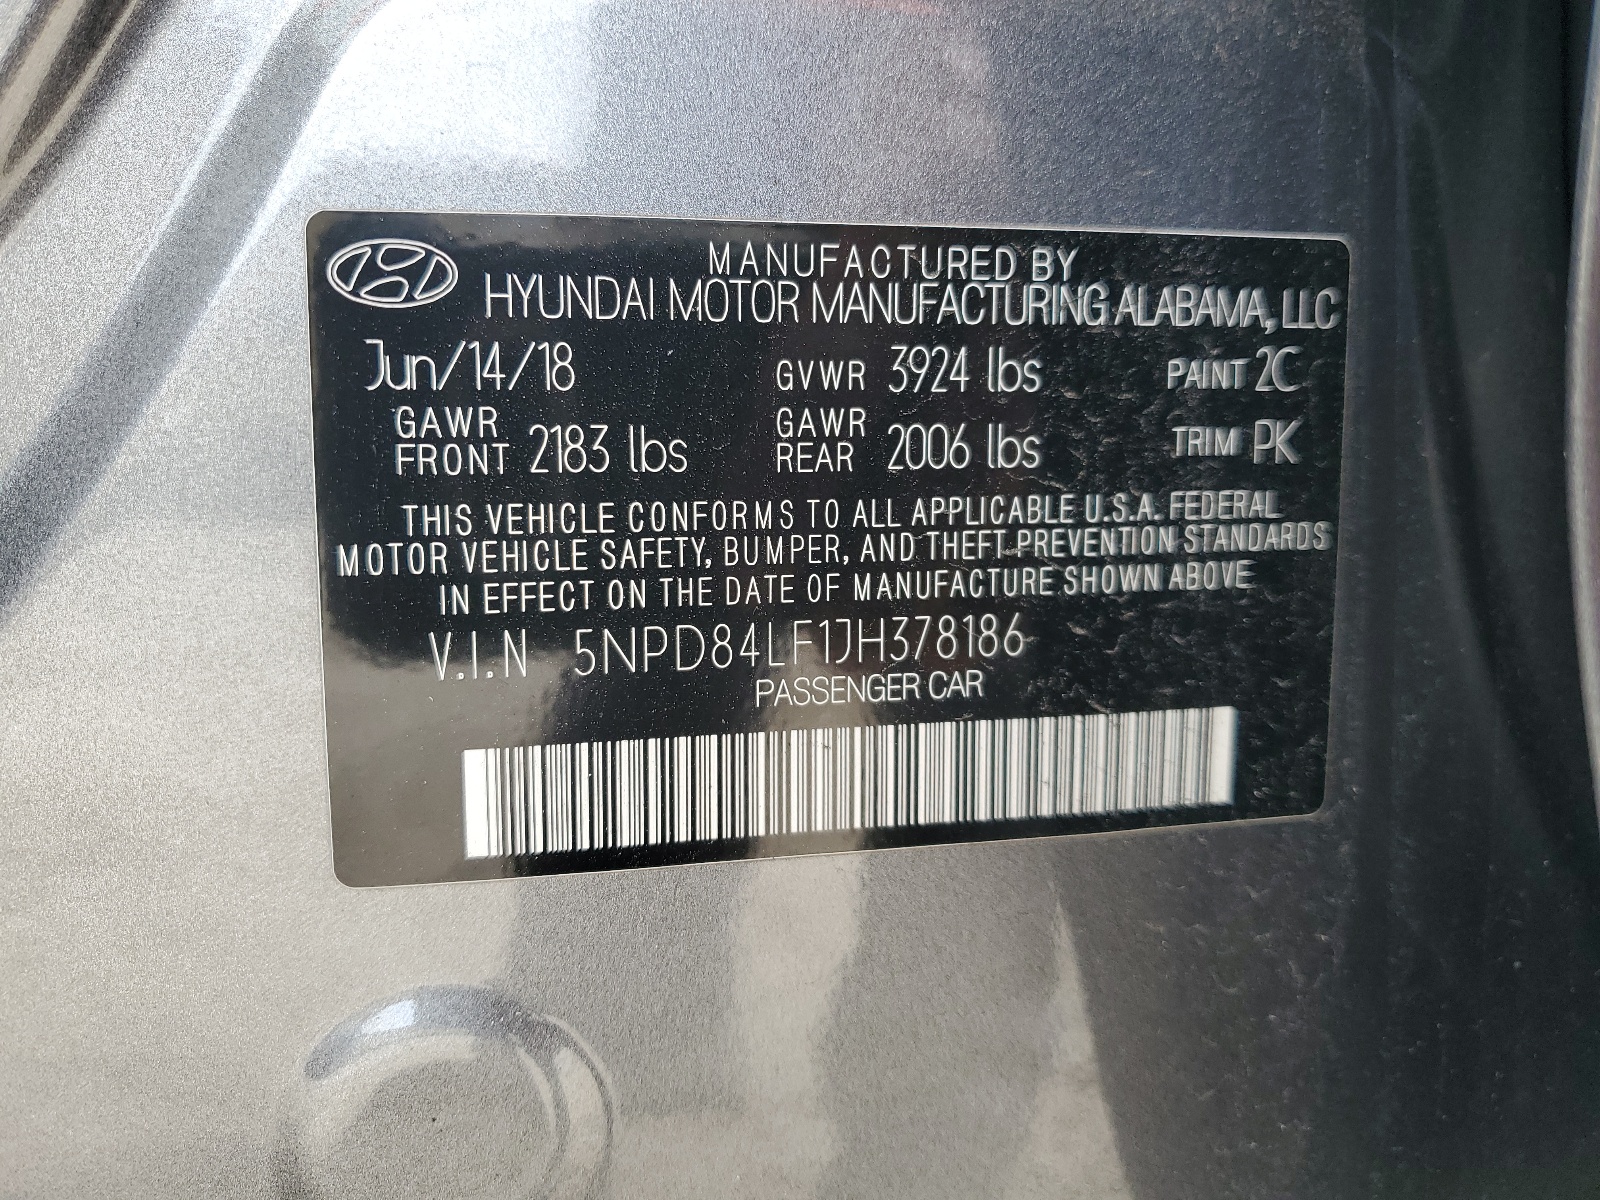 MANUFACTURED BY
HYUNDAI MOTOR MANUFACTURING ALABAMA, LLC
Jun/14/18 GVWR 3924 lbs PAINT 2C
GAWR FRONT 2183 lbs GAWR REAR 2006 lbs TRIM PK
THIS VEHICLE CONFORMS TO ALL APPLICABLE U.S.A. FEDERAL
MOTOR VEHICLE SAFETY, BUMPER, AND THEFT PREVENTION STANDARDS
IN EFFECT ON THE DATE OF MANUFACTURE SHOWN ABOVE
V.I.N 5NPD84LF1JH378186
PASSENGER CAR